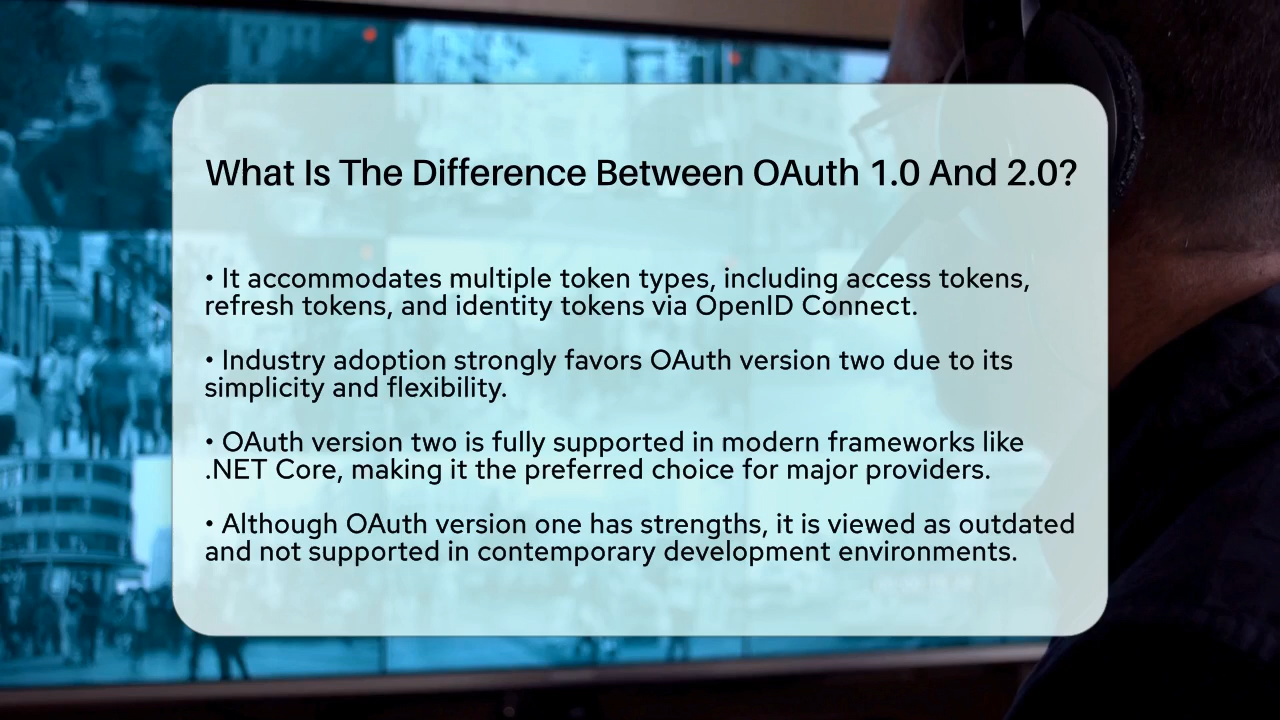 What Is The Difference Between OAuth 1.0 And 2.0?
• It accommodates multiple token types, including access tokens,
refresh tokens, and identity tokens via OpenID Connect.
• Industry adoption strongly favors OAuth version two due to its
simplicity and flexibility.
• OAuth version two is fully supported in modern frameworks like
.NET Core, making it the preferred choice for major providers.
• Although OAuth version one has strengths, it is viewed as outdated
and not supported in contemporary development environments.